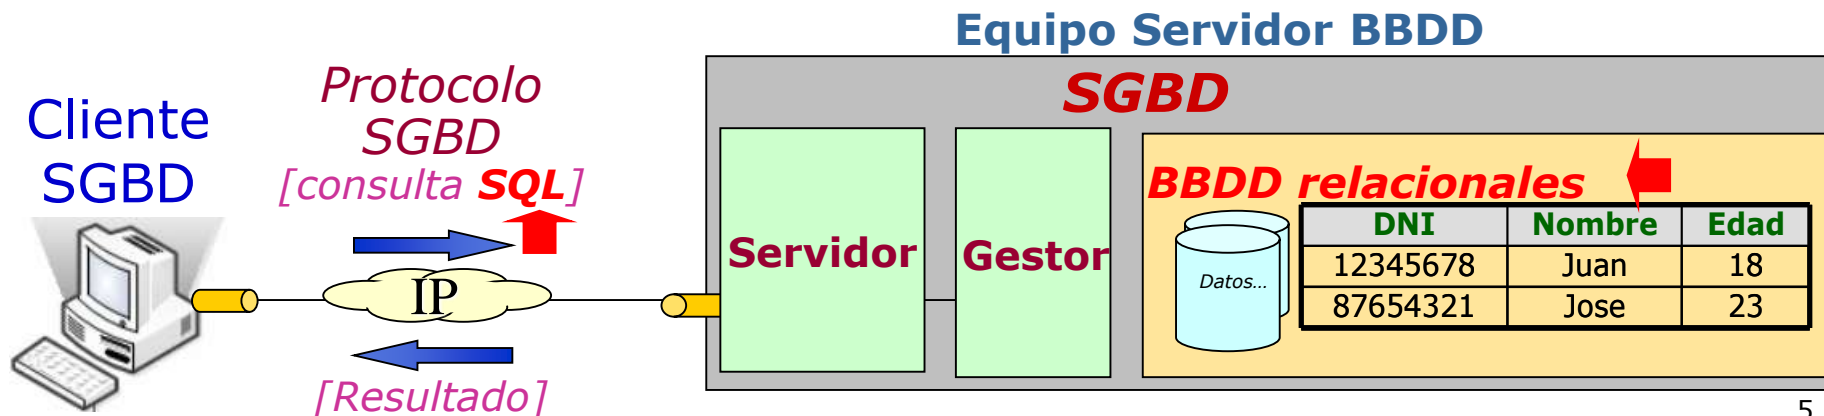 Equipo Servidor BBDD
Cliente
SGBD
Protocolo
SGBD
[consulta SQL]
IP
[Resultado]
SGBD
Servidor
Gestor
BBDD relacionales
Datos...
DNI Nombre Edad
12345678 Juan 18
87654321 Jose 23
5